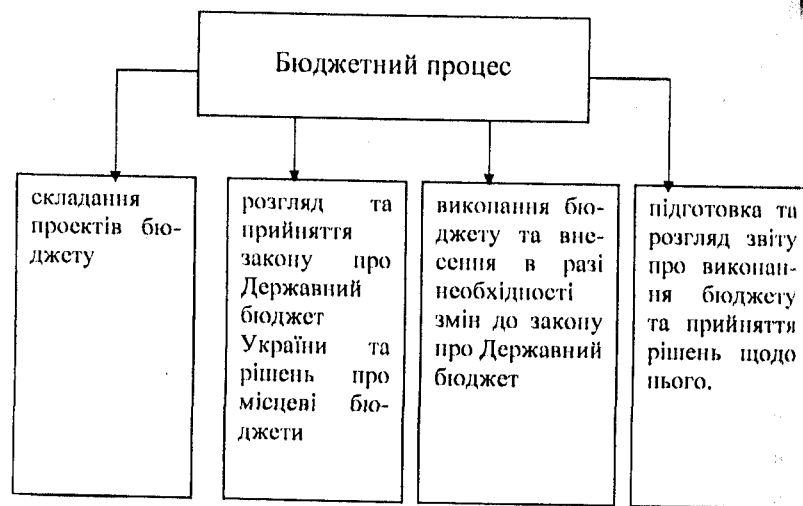 Бюджетний процес
складання
проектів бю-
джету
розгляд та
прийняття
закону про
Державний
бюджет
України та
рішень про
місцеві бю-
джети
виконання бю-
джету та вне-
сення в разі
необхідності
змін до закону
про Державний
бюджет
підготовка та
розгляд звіту
про виконан-
ня бюджету
та прийняття
рішень щодо
нього.